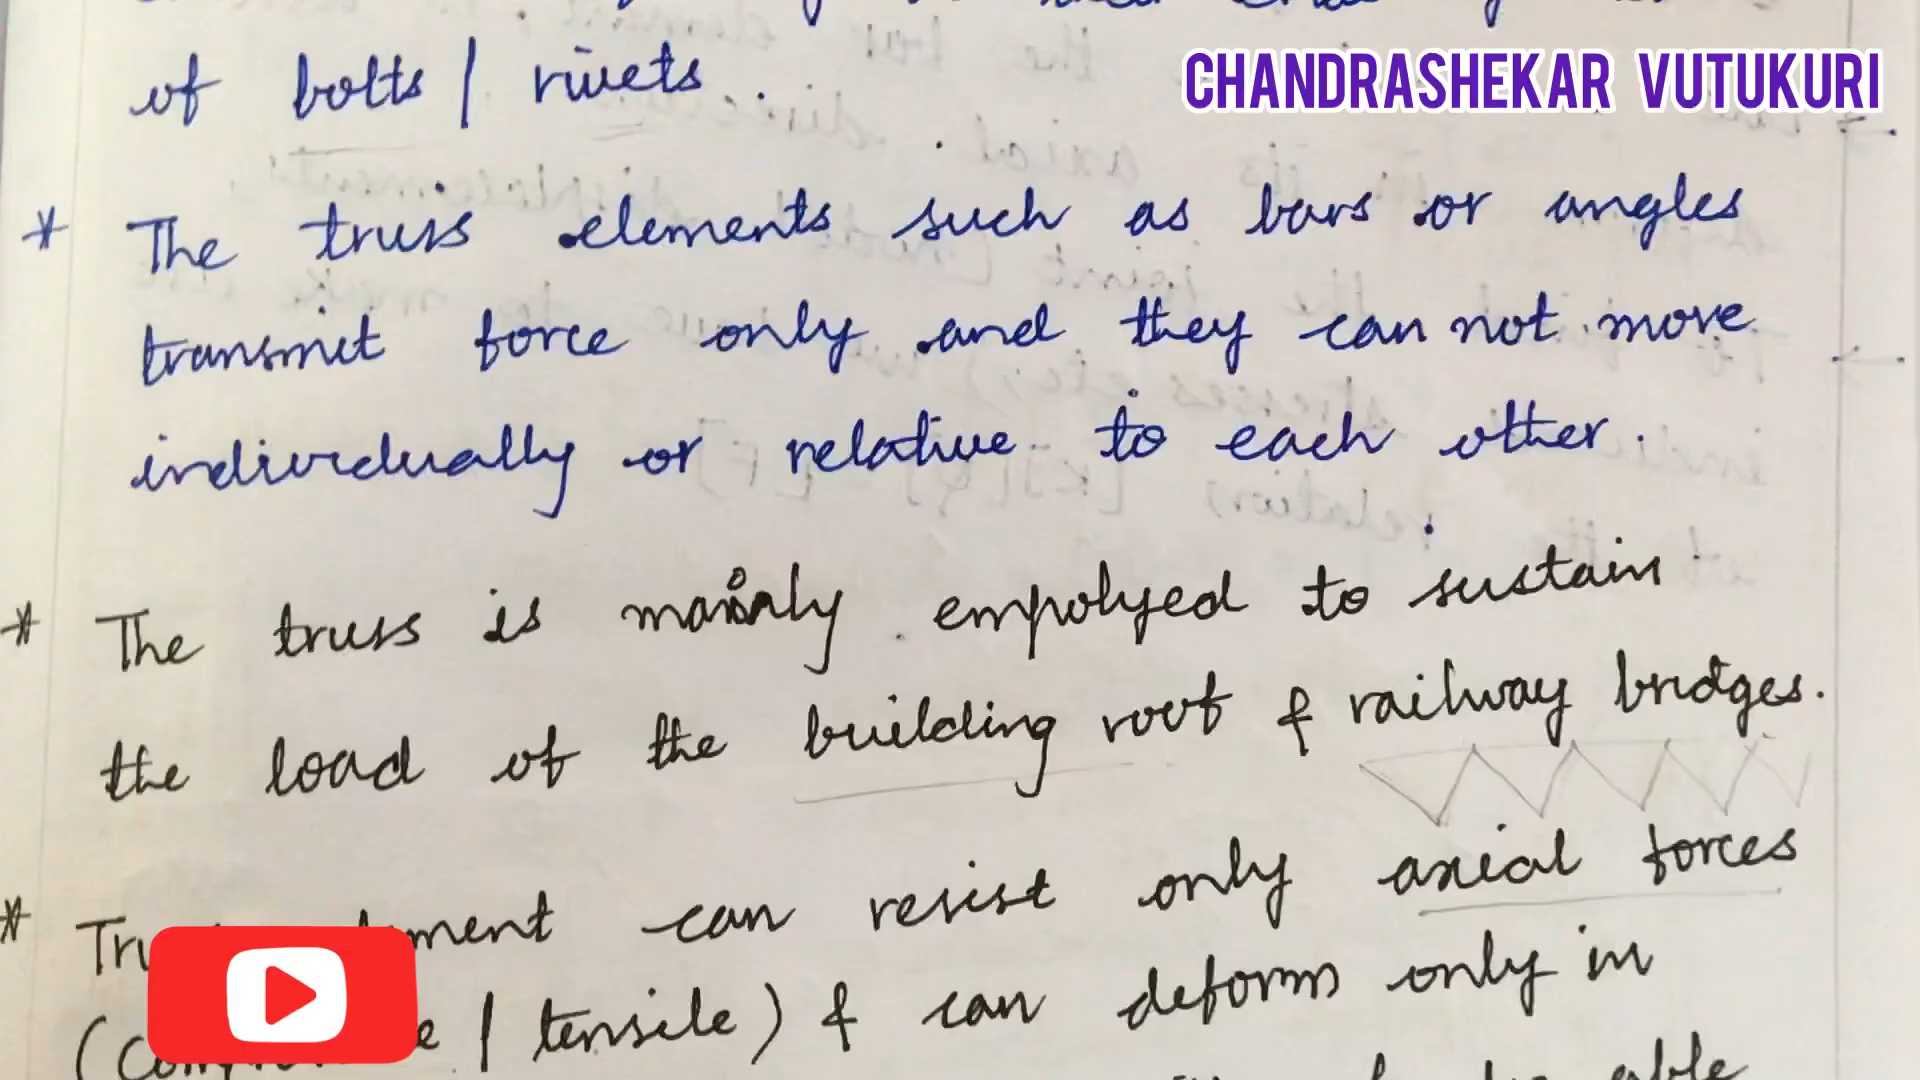 of bolts / rivets.
CHANDRASHEKAR VUTUKURI
* The truss elements such as bars or angles
transmit force only and they can not move
individually or relative to each other.
* The truss is mainly empolyed to sustain
the load of the building roof & railway bridges.
* can resist only axial forces
/ tensile) & can deform only in
able